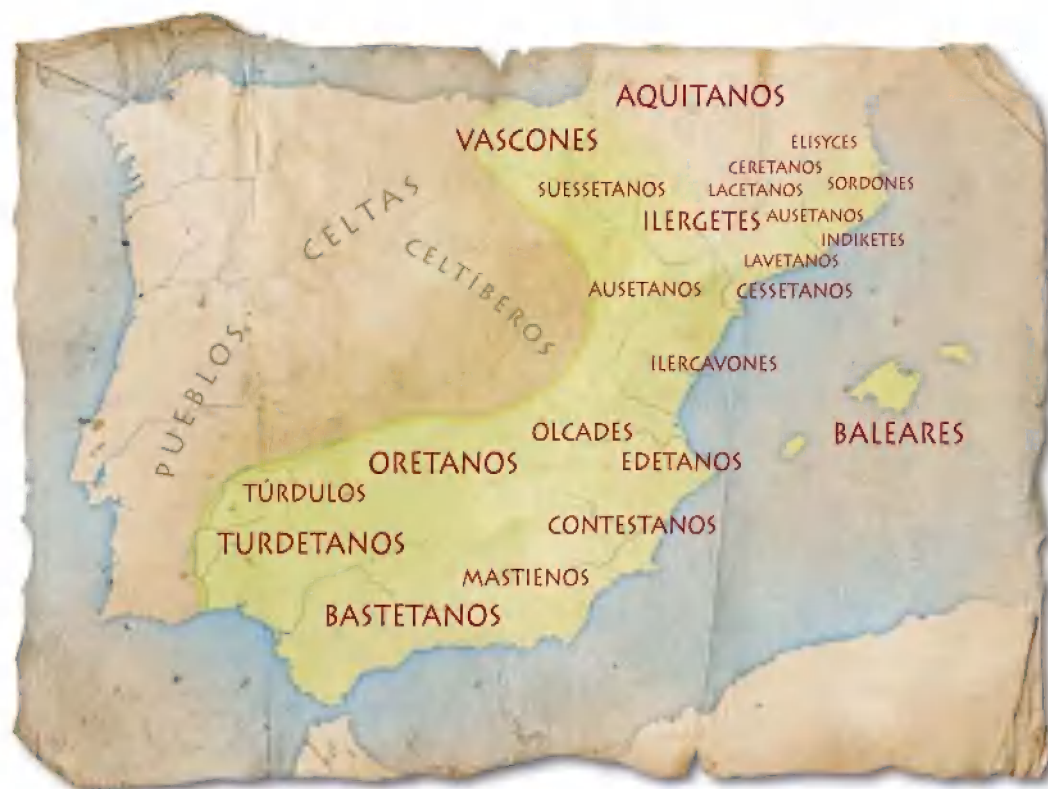 AQUITANOS
VASCONES
ELISYCES
CERETANOS
SORDONES
SUESSETANOS
LACETANOS
ILERGETES
AUSETANOS
INDIKETES
LAVETANOS
AUSETANOS
CESSETANOS
PUEBLOS..
CELTAS
CELTÍBEROS
ILERCAVONES
OLCADES
BALEARES
ORETANOS
EDETANOS
TÚRDULOS
CONTESTANOS
TURDETANOS
MASTIENOS
BASTETANOS